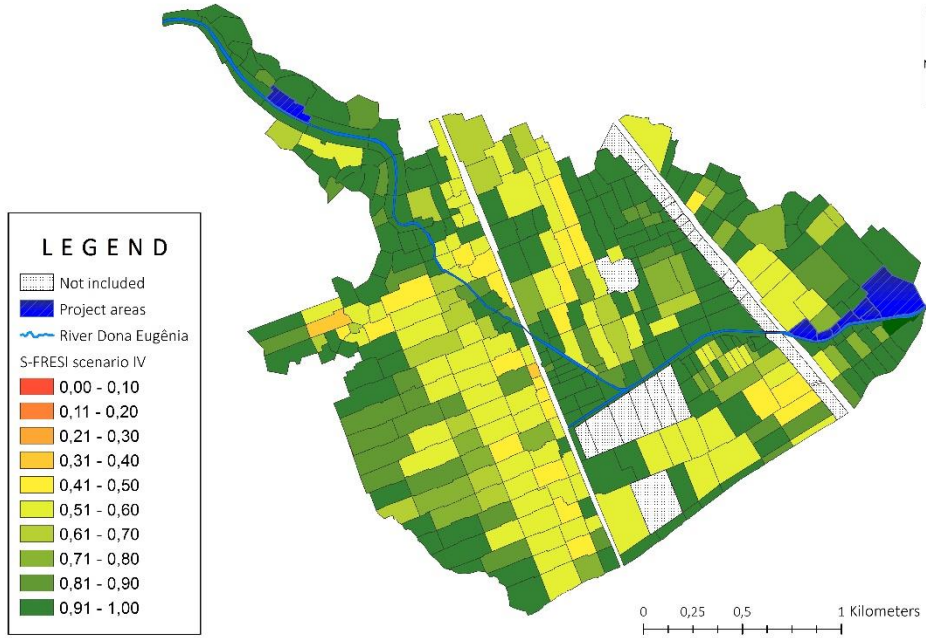 N
LEGEND
Not included
Project areas
River Dona Eugênia
S-FRESI scenario IV
0,00 - 0,10
0,11 - 0,20
0,21 - 0,30
0,31 - 0,40
0,41 - 0,50
0,51 - 0,60
0,61 - 0,70
0,71 - 0,80
0,81 - 0,90
0,91 - 1,00
0 0,25 0,5 1 Kilometers